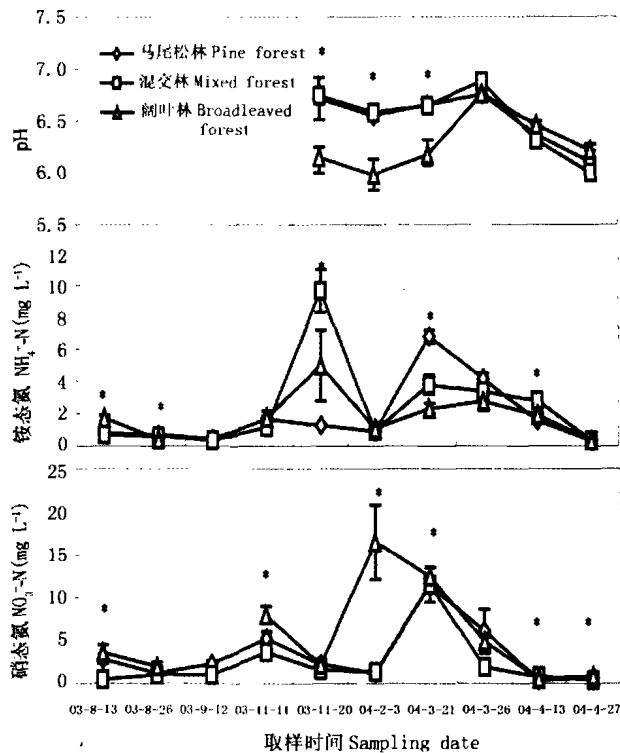 7.5
马尾松林 Pine forest
7.0
混交林 Mixed forest
阔叶林 Broadleaved forest
6.5
pH
6.0
5.5
12
10
8
6
4
2
0
铵态氮 NH₄⁺-N(mg L⁻¹)
25
20
15
10
5
0
硝态氮 NO₃⁻-N(mg L⁻¹)
03-8-13 03-8-26 03-9-12 03-11-11 03-11-20 04-2-3 04-3-21 04-3-26 04-4-13 04-4-27
取样时间 Sampling date